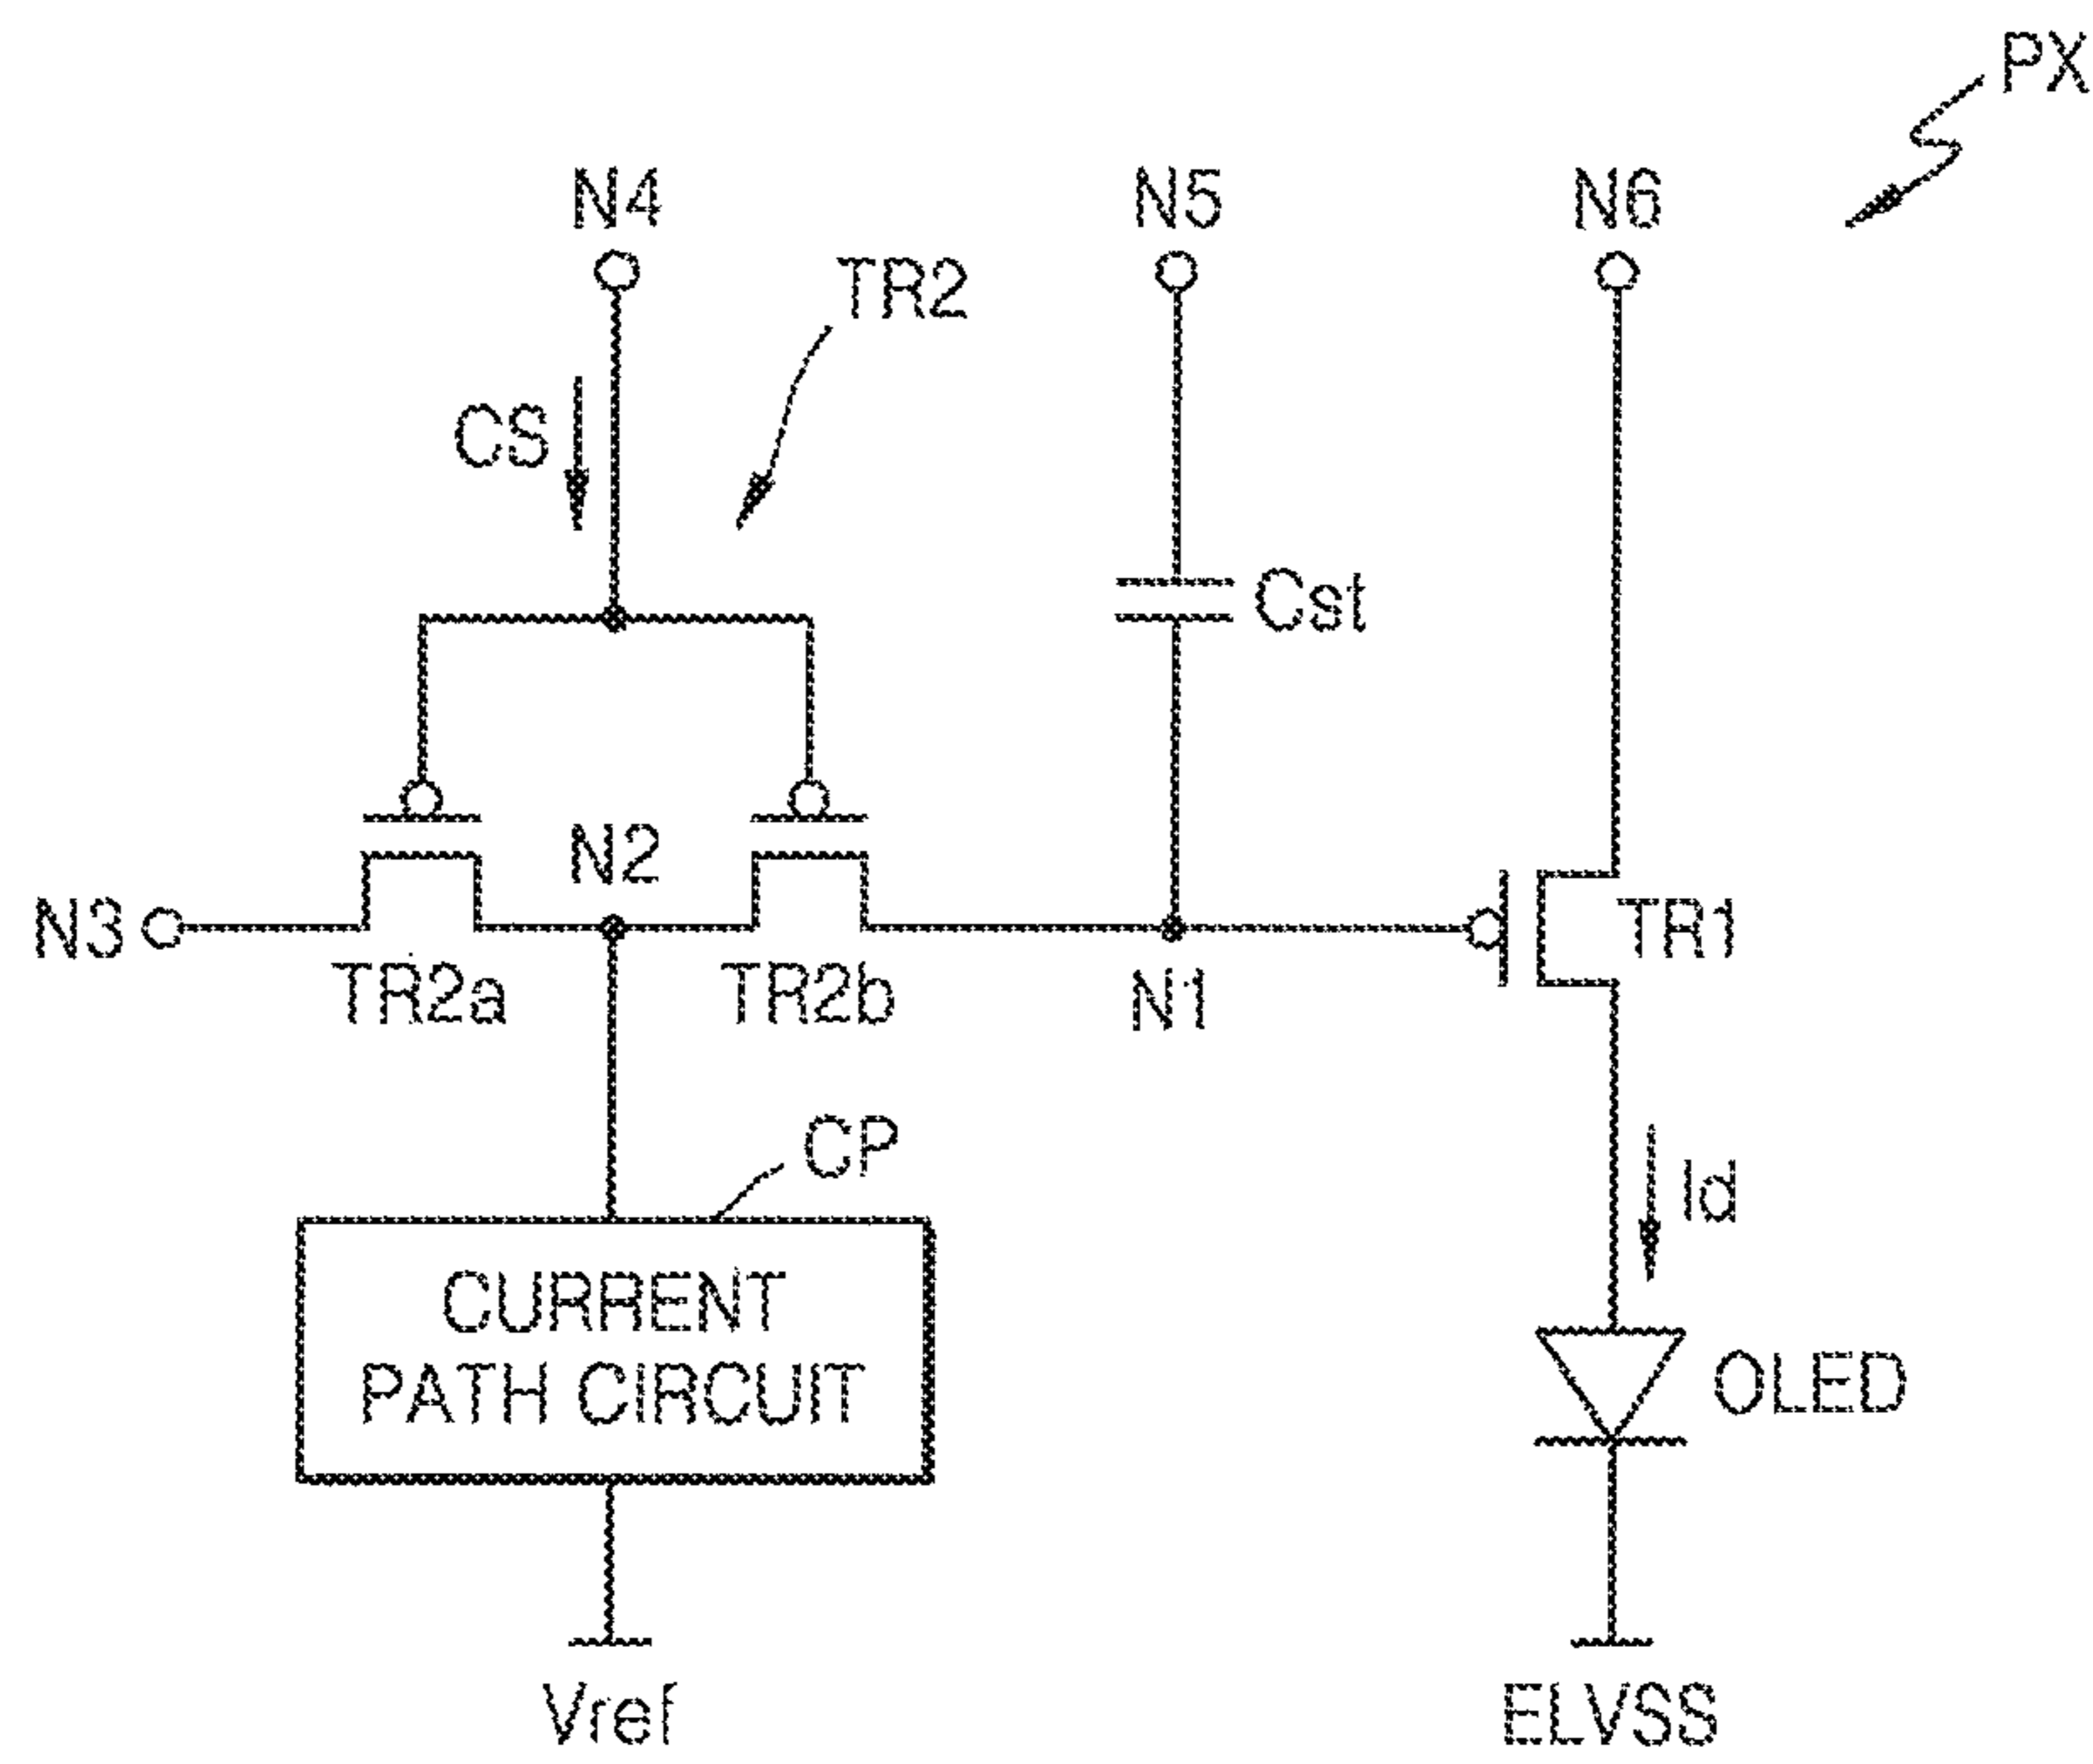 PX
N4
N5
N6
TR2
CS
Cst
N2
N3
TR1
TR2a
TR2b
N1
CP
Id
CURRENT
PATH CIRCUIT
OLED
Vref
ELVSS